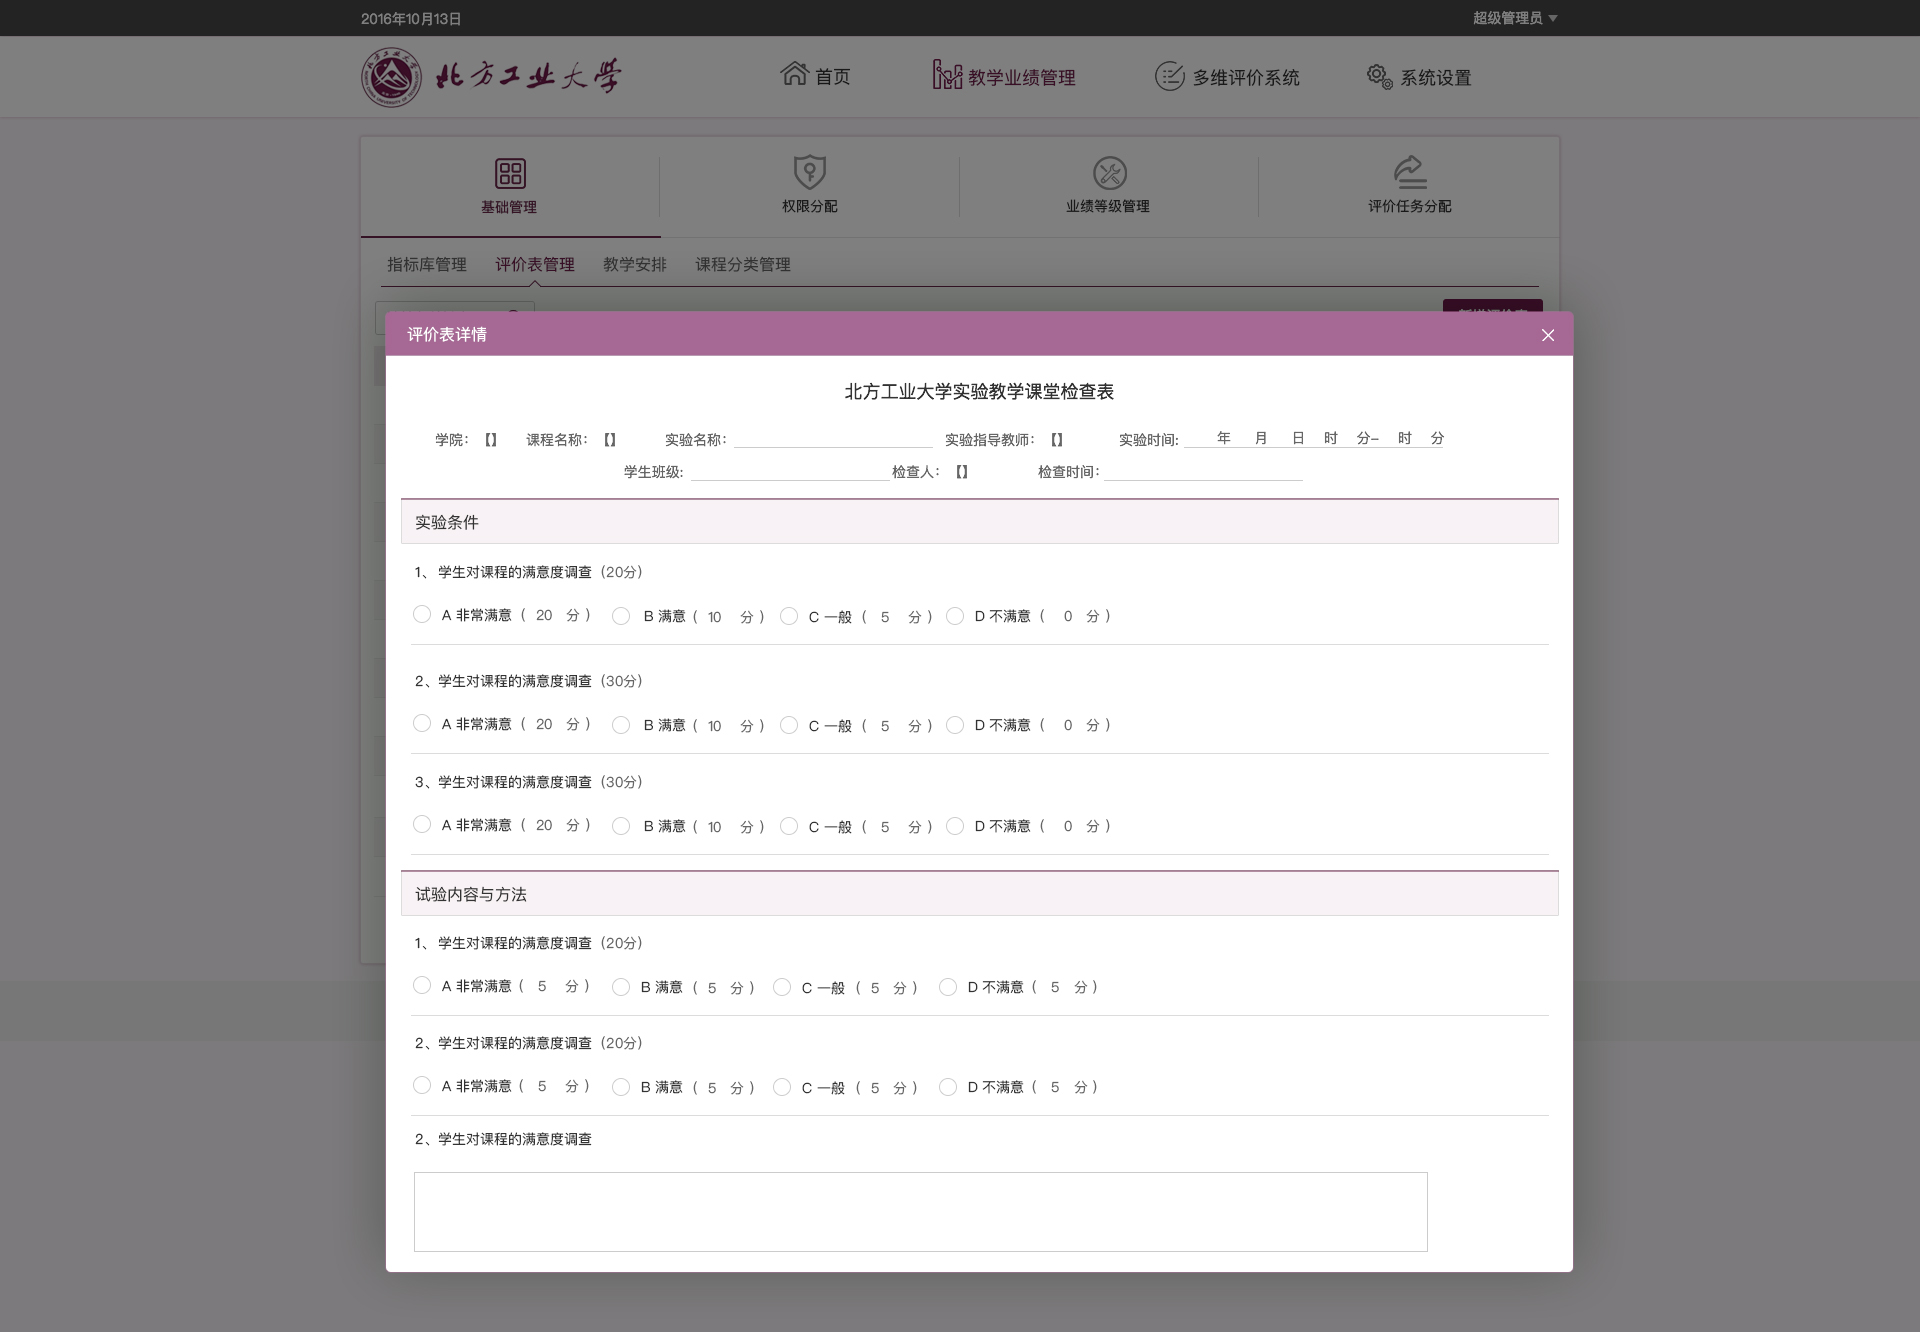 2016年10月13日 超级管理员
北方工业大学 首页 教学业绩管理 多维评价系统 系统设置
基础管理 权限分配 业绩等级管理 评价任务分配
指标库管理 评价表管理 教学安排 课程分类管理
评价表详情
北方工业大学实验教学课堂检查表
学院：【】 课程名称：【】 实验名称： 实验指导教师：【】 实验时间: 年 月 日 时 分– 时 分
学生班级: 检查人：【】 检查时间：
实验条件
1、 学生对课程的满意度调查（20分）
A 非常满意（ 20 分 ） B 满意（ 10 分 ） C 一般（ 5 分 ） D 不满意（ 0 分 ）
2、学生对课程的满意度调查（30分）
A 非常满意（ 20 分 ） B 满意（ 10 分 ） C 一般（ 5 分 ） D 不满意（ 0 分 ）
3、学生对课程的满意度调查（30分）
A 非常满意（ 20 分 ） B 满意（ 10 分 ） C 一般（ 5 分 ） D 不满意（ 0 分 ）
试验内容与方法
1、 学生对课程的满意度调查（20分）
A 非常满意（ 5 分 ） B 满意（ 5 分 ） C 一般（ 5 分 ） D 不满意（ 5 分 ）
2、学生对课程的满意度调查（20分）
A 非常满意（ 5 分 ） B 满意（ 5 分 ） C 一般（ 5 分 ） D 不满意（ 5 分 ）
2、学生对课程的满意度调查